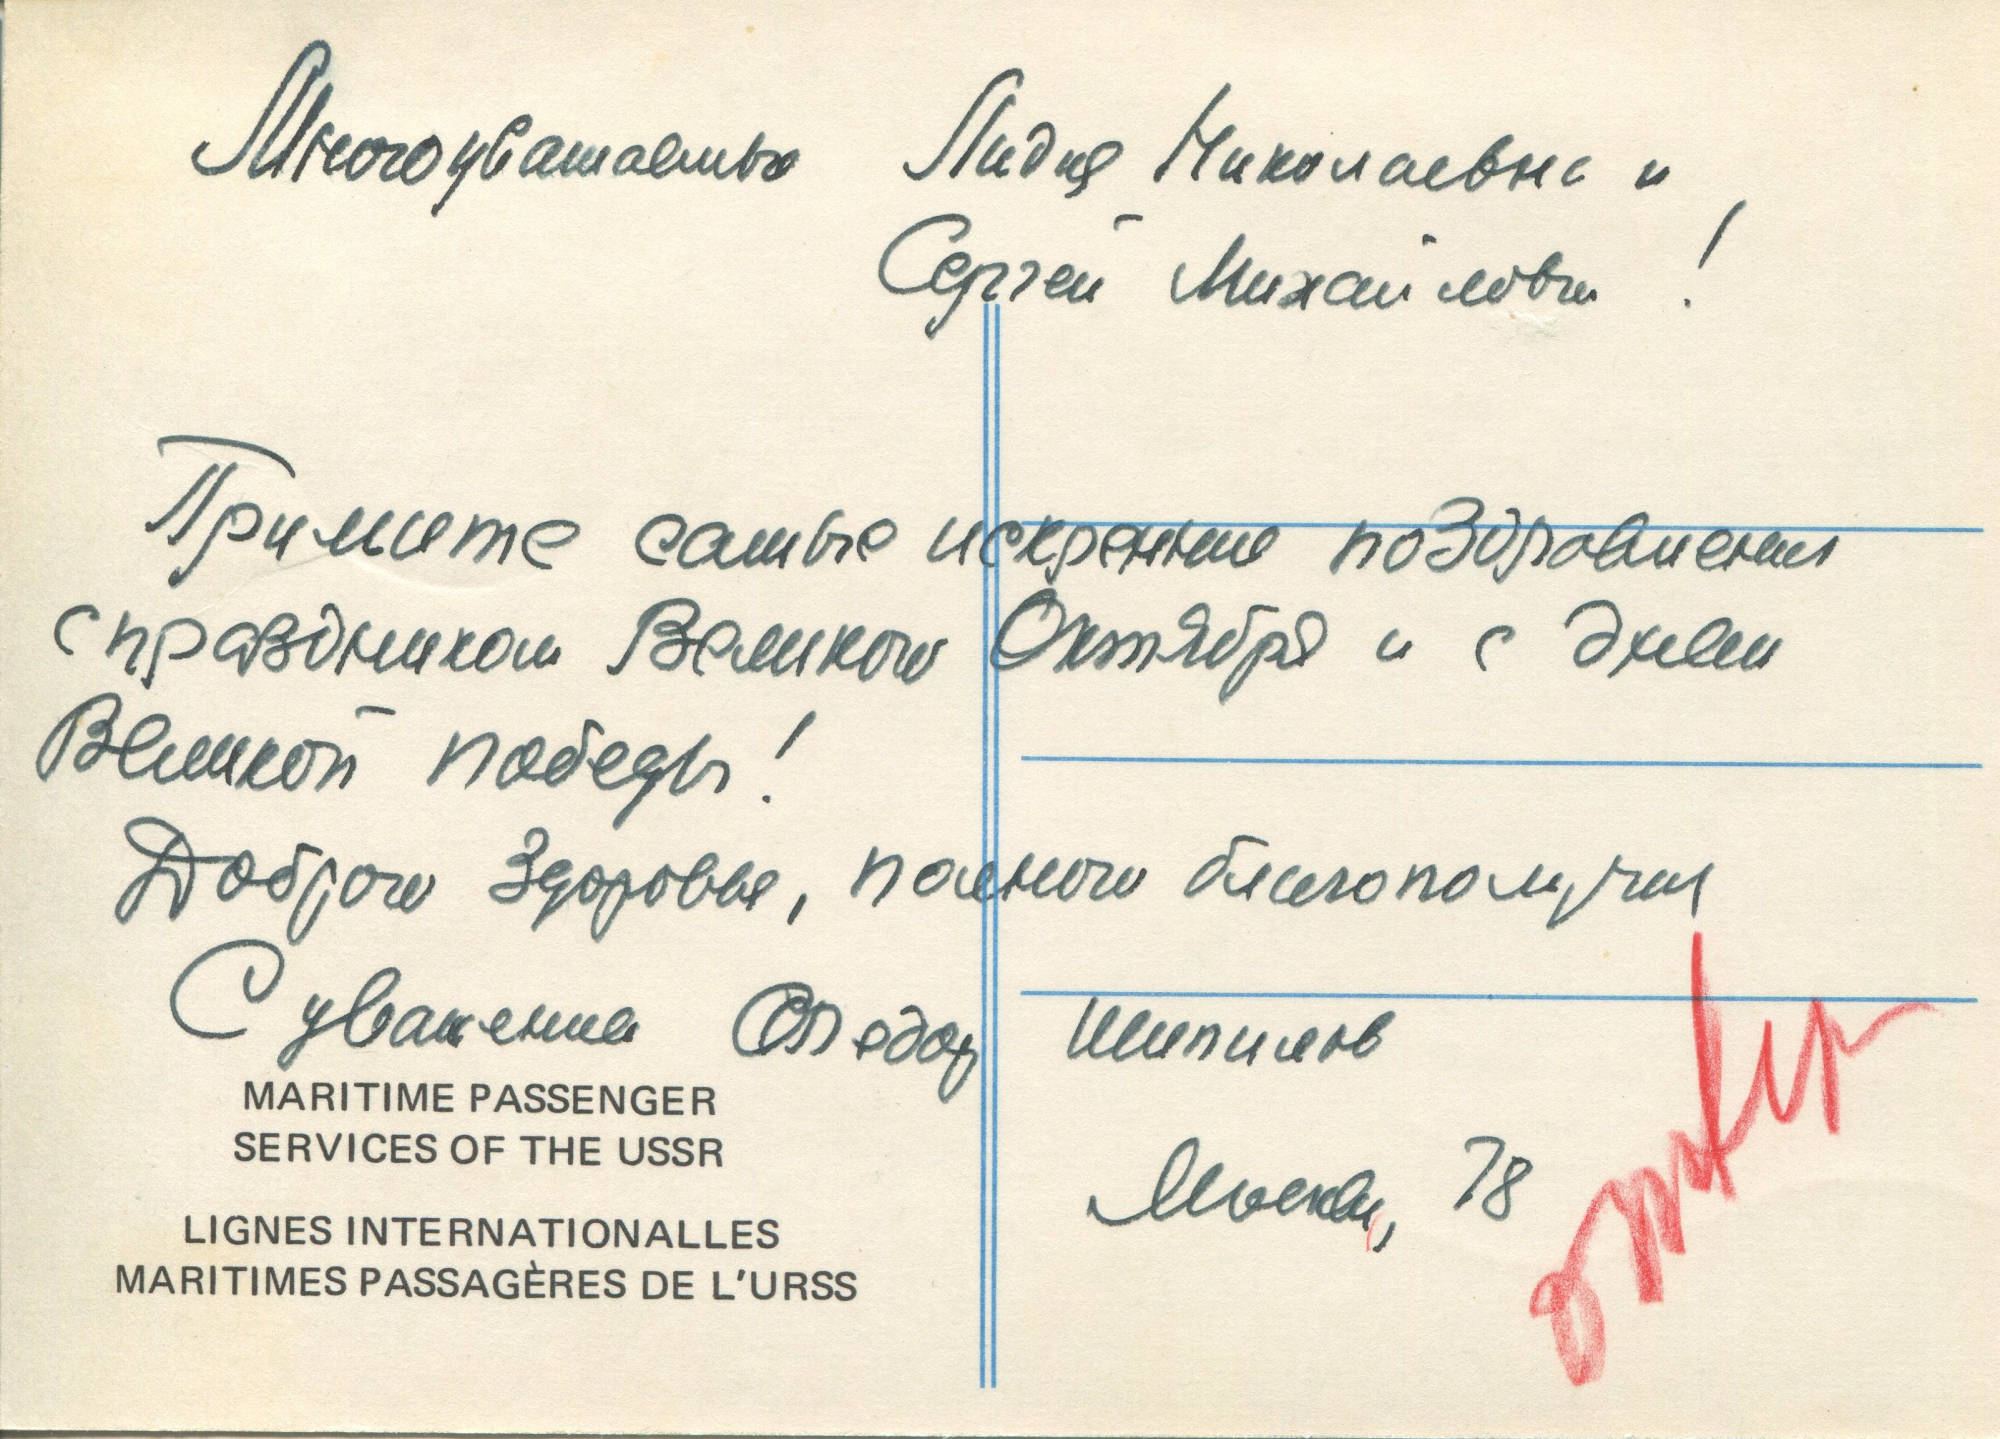 Многоуважаемые Лидия Николаевна и
Сергей Михайлович!
Примите самые искренние поздравления
с праздником Великого Октября и с днем
Великой победы!
Доброго здоровья, полного благополучия
С уважением Федор Шипилов
MARITIME PASSENGER
SERVICES OF THE USSR
Москва, 78
LIGNES INTERNATIONALLES
MARITIMES PASSAGÈRES DE L'URSS